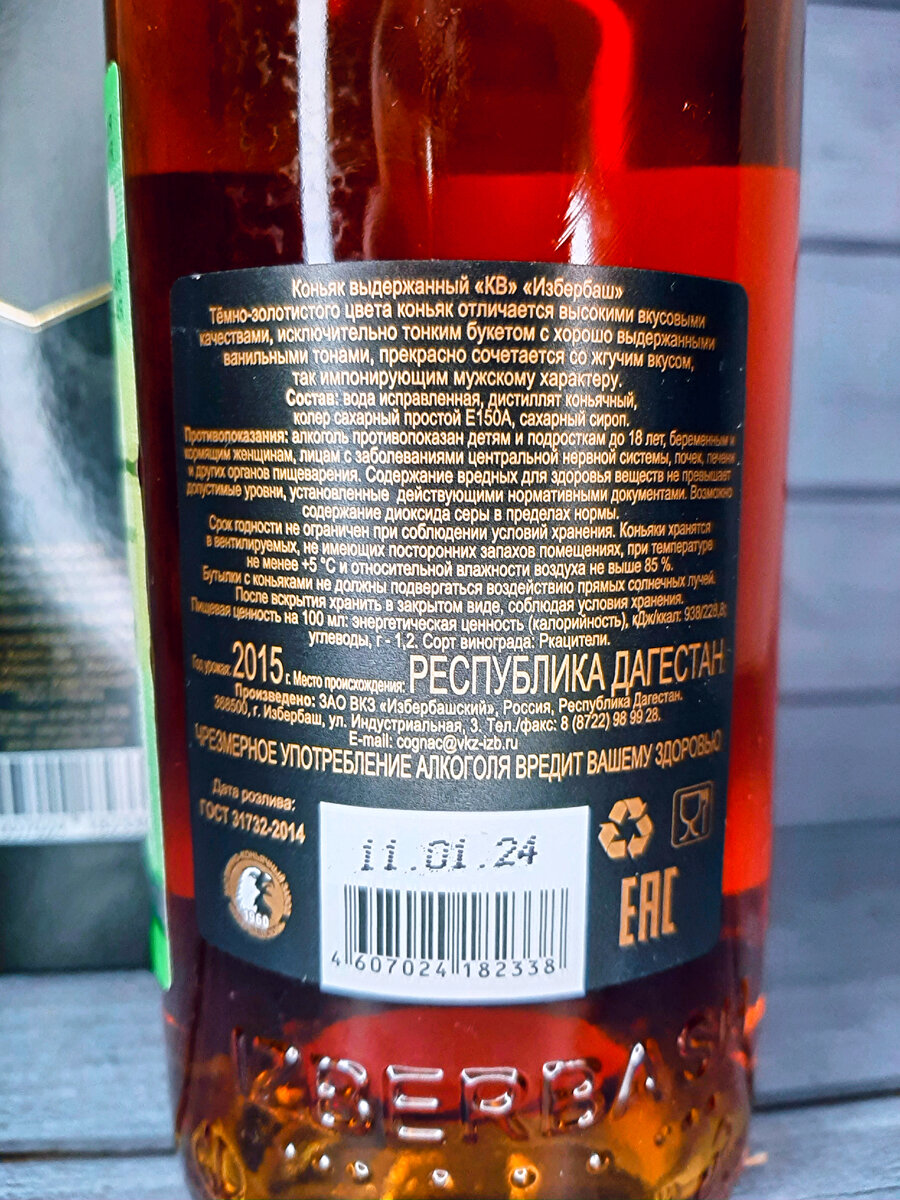 Коньяк выдержанный «КВ» «Избербаш»
Тёмно-золотистого цвета коньяк отличается высокими вкусовыми
качествами, исключительно тонким букетом с хорошо выдержанными
ванильными тонами, прекрасно сочетается со жгучим вкусом,
так импонирующим мужскому характеру.
Состав: вода исправленная, дистиллят коньячный,
колер сахарный простой Е150А, сахарный сироп.
Противопоказания: алкоголь противопоказан детям и подросткам до 18 лет, беременным и
кормящим женщинам, лицам с заболеваниями центральной нервной системы, почек, печени
и других органов пищеварения. Содержание вредных для здоровья веществ не превышает
допустимые уровни, установленные действующими нормативными документами. Возможно
содержание диоксида серы в пределах нормы.
Срок годности не ограничен при соблюдении условий хранения. Коньяки хранятся
в вентилируемых, не имеющих посторонних запахов помещениях, при температуре
не менее +5 °С и относительной влажности воздуха не выше 85 %.
Бутылки с коньяками не должны подвергаться воздействию прямых солнечных лучей.
После вскрытия хранить в закрытом виде, соблюдая условия хранения.
Пищевая ценность на 100 мл: энергетическая ценность (калорийность), кДж/ккал: 938/228,8;
углеводы, г - 1,2. Сорт винограда: Ркацители.
Год урожая: 2015 г. Место происхождения: РЕСПУБЛИКА ДАГЕСТАН
Произведено: ЗАО ВКЗ «Избербашский», Россия, Республика Дагестан.
368500, г. Избербаш, ул. Индустриальная, 3. Тел./факс: 8 (8722) 98 99 28.
E-mail: cognac@vkz-izb.ru
ЧРЕЗМЕРНОЕ УПОТРЕБЛЕНИЕ АЛКОГОЛЯ ВРЕДИТ ВАШЕМУ ЗДОРОВЬЮ
Дата розлива:
ГОСТ 31732-2014
11.01.24
1960
EAC
4 607024 182338
IZBERBASH